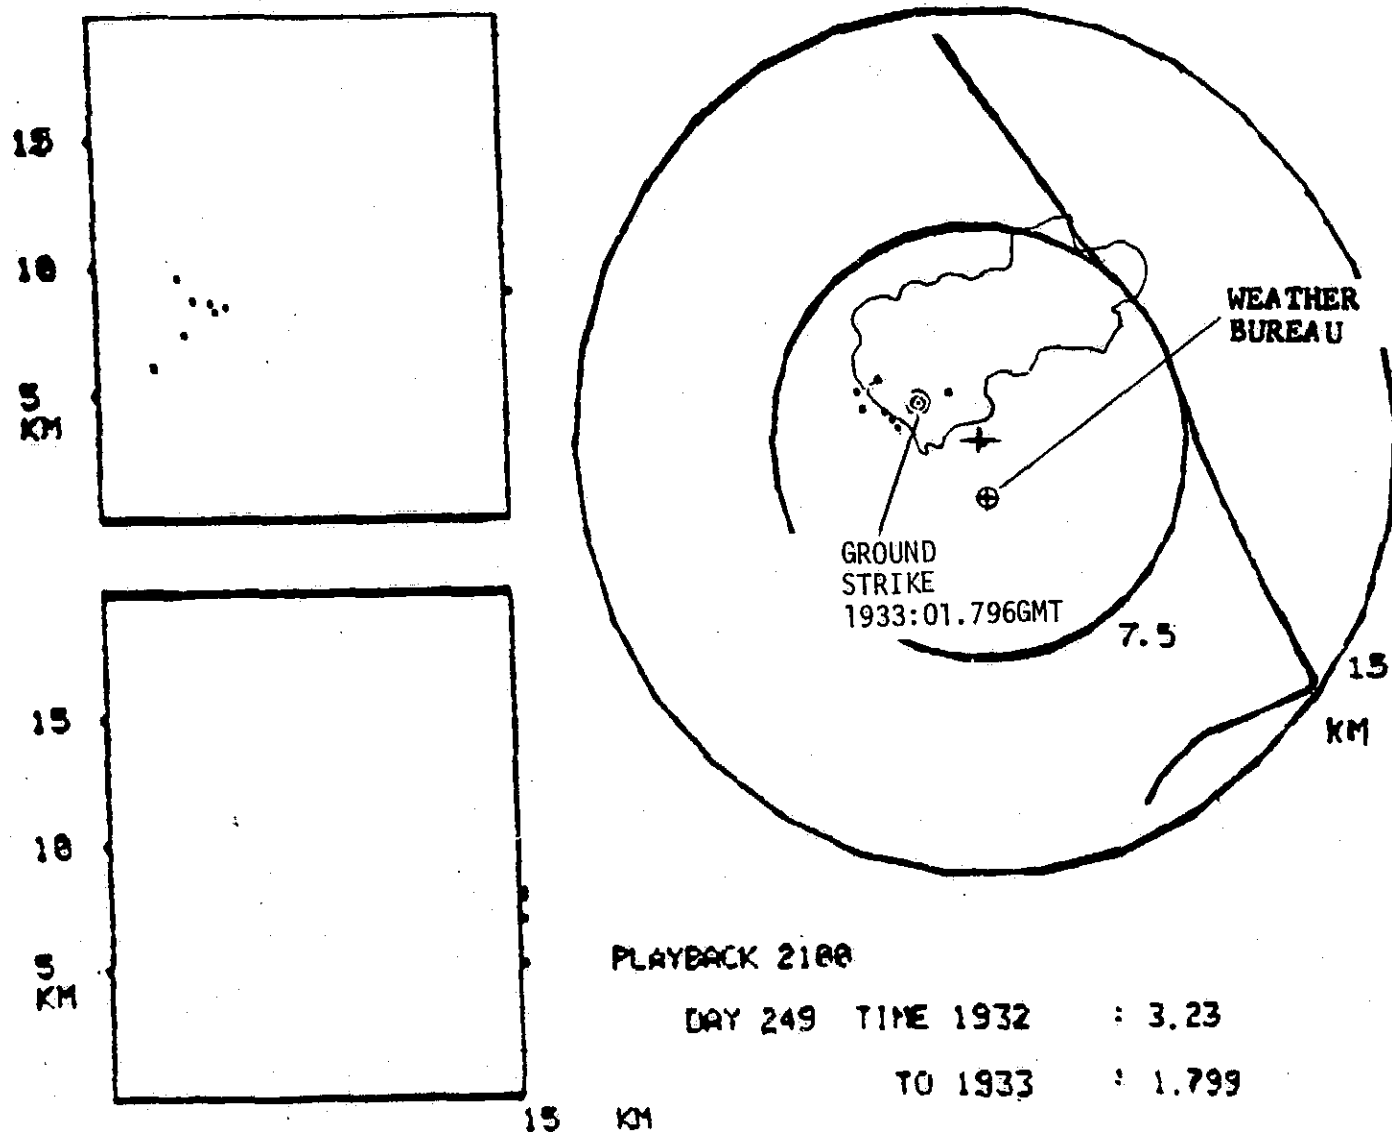 15
10
5
KM
WEATHER
BUREAU
GROUND
STRIKE
1933:01.796GMT
7.5
15
KM
15
10
5
KM
15 KM
PLAYBACK 2100
DAY 249 TIME 1932 : 3.23
TO 1933 : 1.799